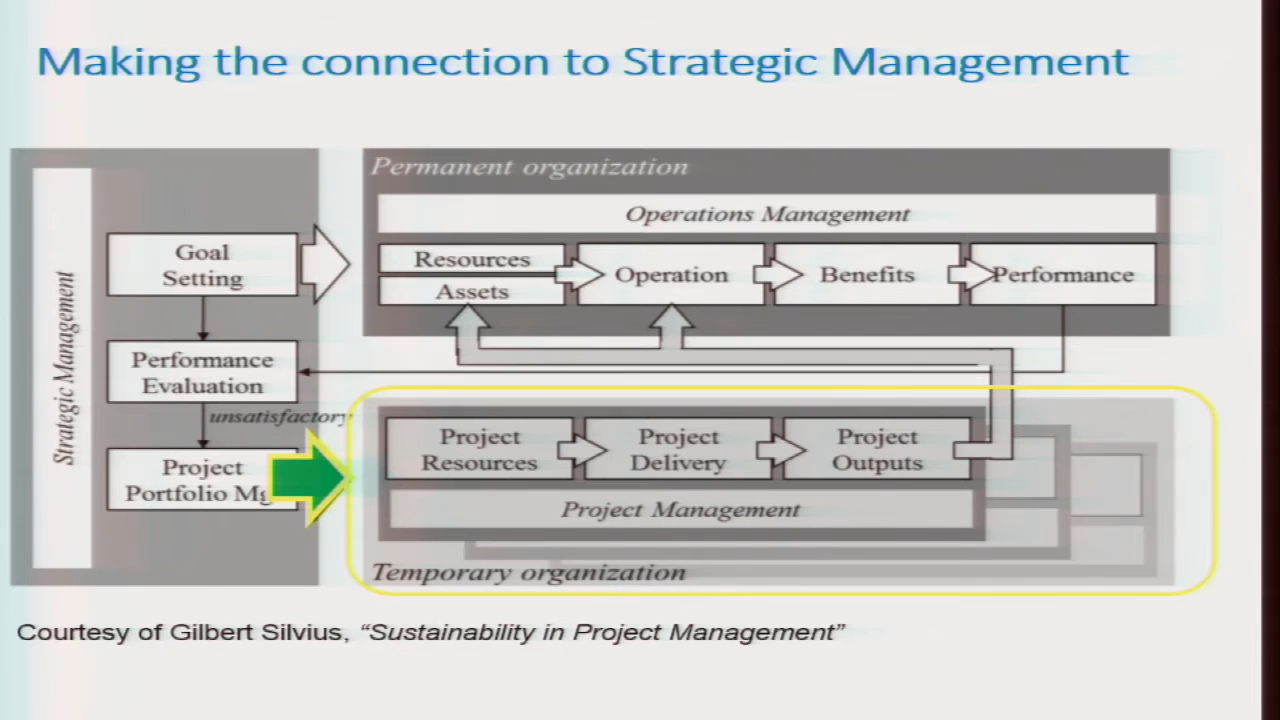 Making the connection to Strategic Management
Strategic Management
Goal
Setting
Performance
Evaluation
unsatisfactory
Project
Portfolio Mg
Permanent organization
Operations Management
Resources
Assets
Operation
Benefits
Performance
Project
Resources
Project
Delivery
Project
Outputs
Project Management
Temporary organization
Courtesy of Gilbert Silvius, “Sustainability in Project Management”